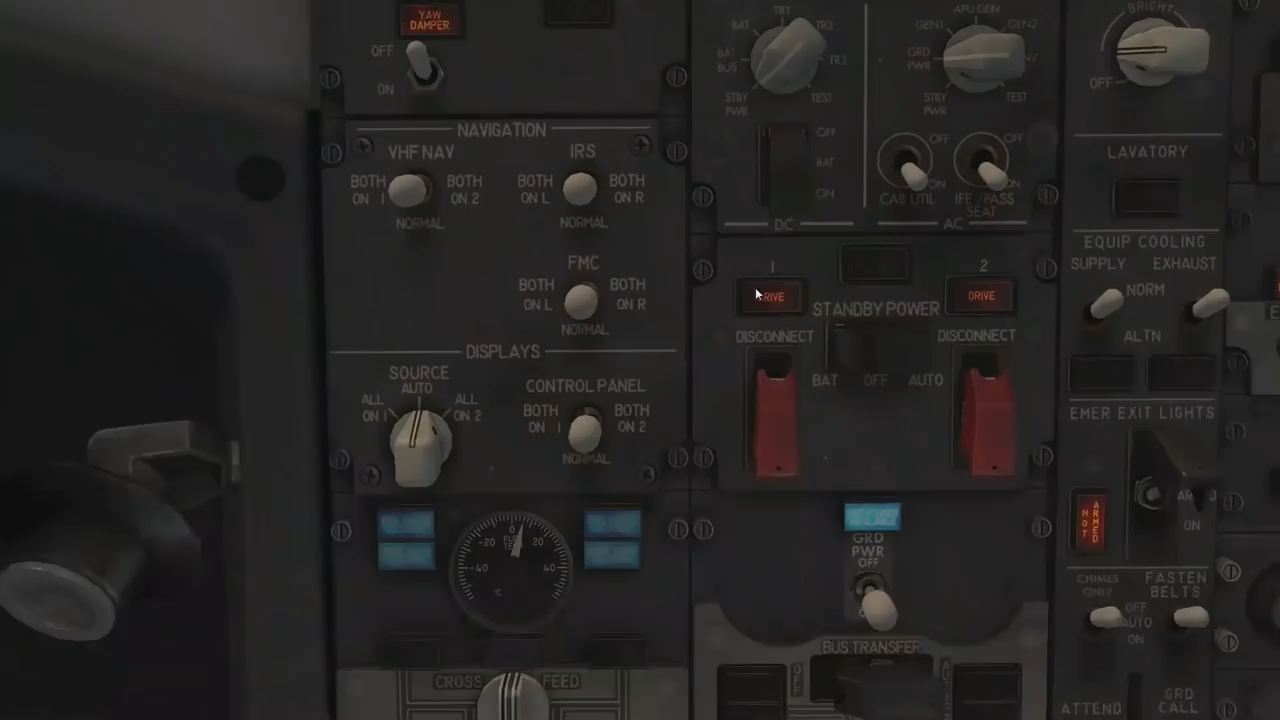 YAW
DAMPER
OFF
ON
NAVIGATION
VHF NAV
IRS
BOTH
ON 1
BOTH
ON 2
NORMAL
BOTH
ON L
BOTH
ON R
NORMAL
FMC
BOTH
ON L
BOTH
ON R
NORMAL
DISPLAYS
SOURCE
AUTO
ALL
ON 1
ALL
ON 2
CONTROL PANEL
BOTH
ON 1
BOTH
ON 2
NORMAL
-20
0
20
-40
40
°C
CROSS FEED
TR1
BAT
TR2
BAT
BUS
TR3
STBY
PWR
TEST
OFF
BAT
ON
DC
APU GEN
GEN1
GEN2
GRD
PWR
STBY
PWR
TEST
OFF
ON
CAB UTIL
OFF
ON
IFE / PASS
SEAT
AC
1
2
DRIVE
STANDBY POWER
DISCONNECT
DISCONNECT
BAT
OFF
AUTO
GRD
PWR
OFF
BUS TRANSFER
OFF
BRIGHT
OFF
LAVATORY
EQUIP COOLING
SUPPLY
EXHAUST
NORM
ALTN
EMER EXIT LIGHTS
NOT
ARMED
ON
CHIMES
ONLY
FASTEN
BELTS
OFF
AUTO
ON
ATTEND
GRD
CALL